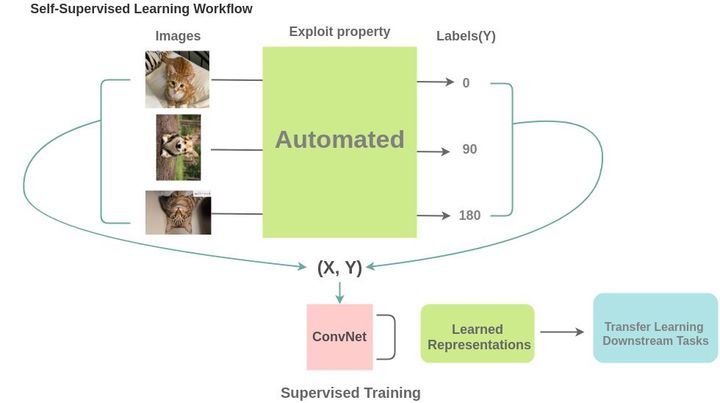 Self-Supervised Learning Workflow
Images
Exploit property
Labels(Y)
Automated
0
90
180
(X, Y)
ConvNet
Learned
Representations
Transfer Learning
Downstream Tasks
Supervised Training